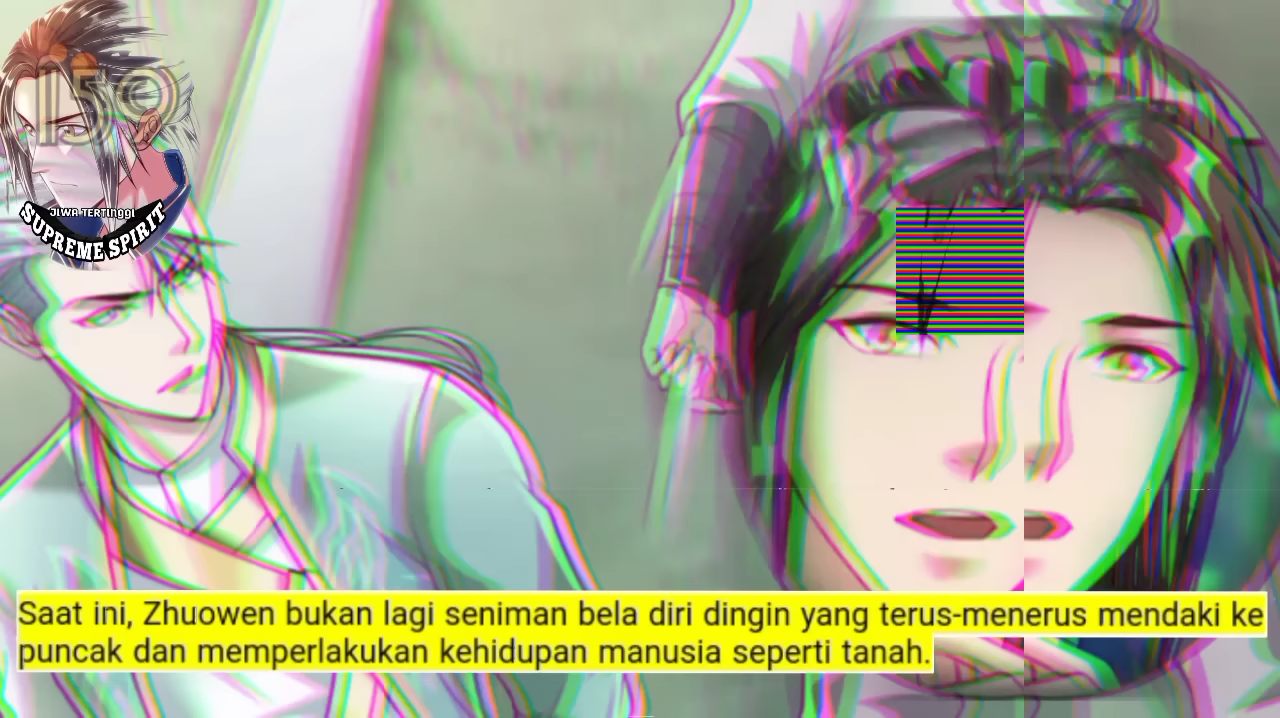 159
JIWA TERTINGGI
SUPREME SPIRIT
Saat ini, Zhuowen bukan lagi seniman bela diri dingin yang terus-menerus mendaki ke
puncak dan memperlakukan kehidupan manusia seperti tanah.